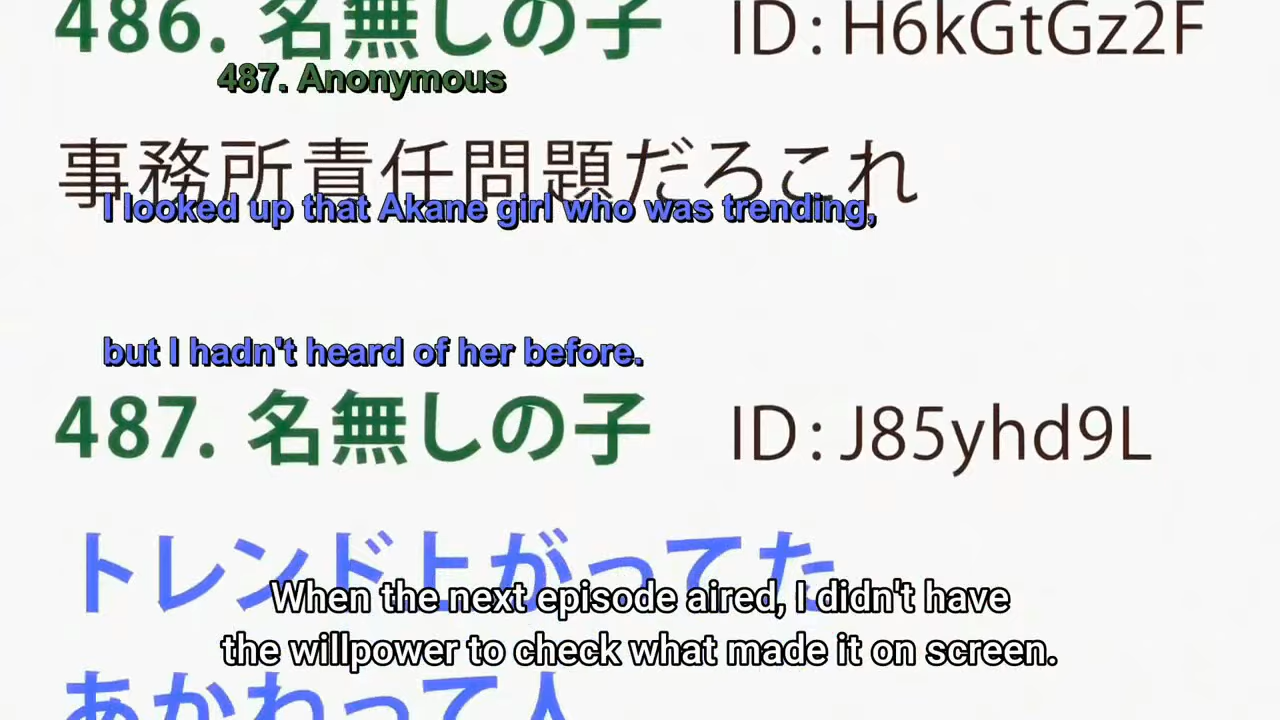 486. 名無しの子 ID: H6kGtGz2F
487. Anonymous
事務所責任問題だろこれ
I looked up that Akane girl who was trending,
but I hadn't heard of her before.
487. 名無しの子 ID: J85yhd9L
トレンド上がってた
When the next episode aired, I didn't have
the willpower to check what made it on screen.
あかねって人